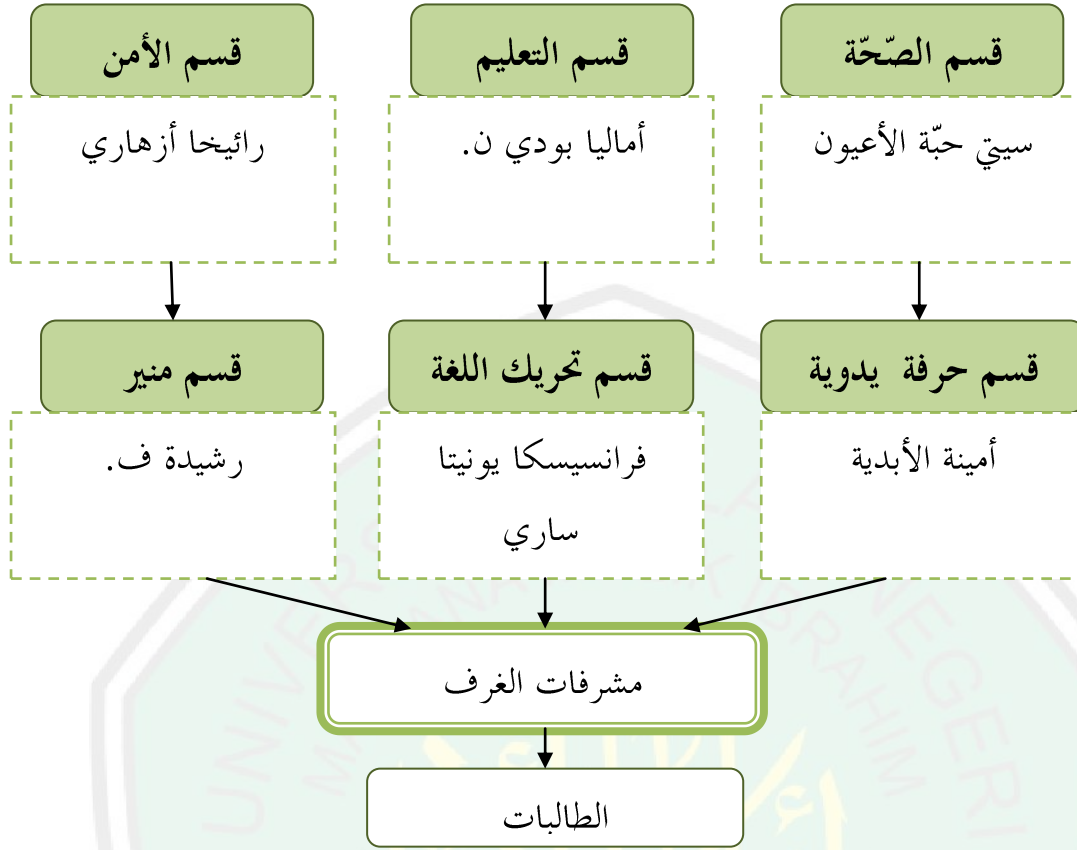 قسم الصّحّة
قسم التعليم
قسم الأمن
سيتي حبّة الأعيون
أماليا بودي ن.
رائيخا أزهاري
قسم حرفة يدوية
قسم تحريك اللغة
قسم منير
أمينة الأبدية
فرانسيسكا يونيتا
ساري
رشيدة ف.
مشرفات الغرف
الطالبات